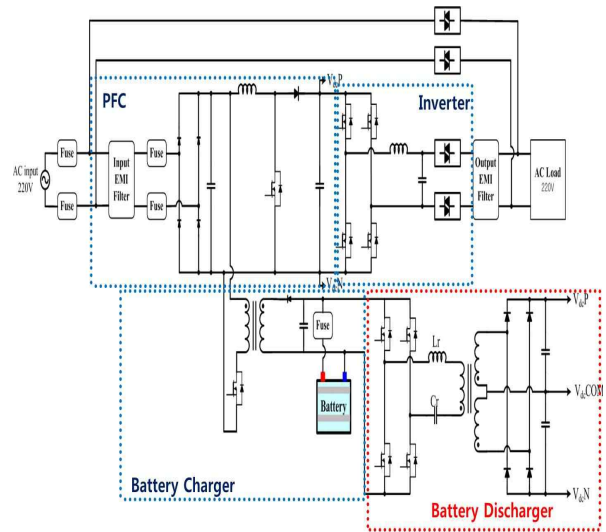 VdcP
PFC
Inverter
Fuse
Fuse
AC input
220V
Input
EMI
Filter
Fuse
Fuse
Output
EMI
Filter
AC Load
220V
VdcN
Fuse
Battery
Lr
Cr
VdcP
VdcCOM
VdcN
Battery Charger
Battery Discharger